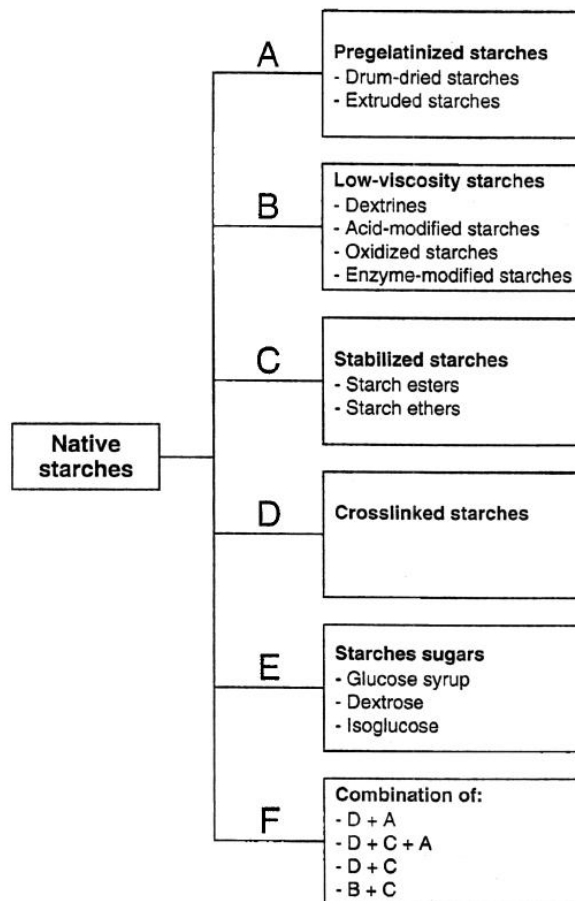 A
Pregelatinized starches
- Drum-dried starches
- Extruded starches
B
Low-viscosity starches
- Dextrines
- Acid-modified starches
- Oxidized starches
- Enzyme-modified starches
C
Stabilized starches
- Starch esters
- Starch ethers
Native
starches
D
Crosslinked starches
E
Starches sugars
- Glucose syrup
- Dextrose
- Isoglucose
F
Combination of:
- D + A
- D + C + A
- D + C
- B + C